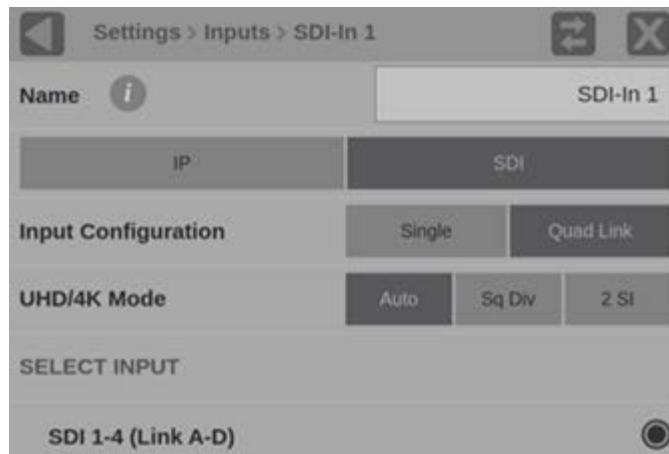 Settings > Inputs > SDI-In 1
Name i SDI-In 1
IP SDI
Input Configuration Single Quad Link
UHD/4K Mode Auto Sq Div 2 SI
SELECT INPUT
SDI 1-4 (Link A-D)